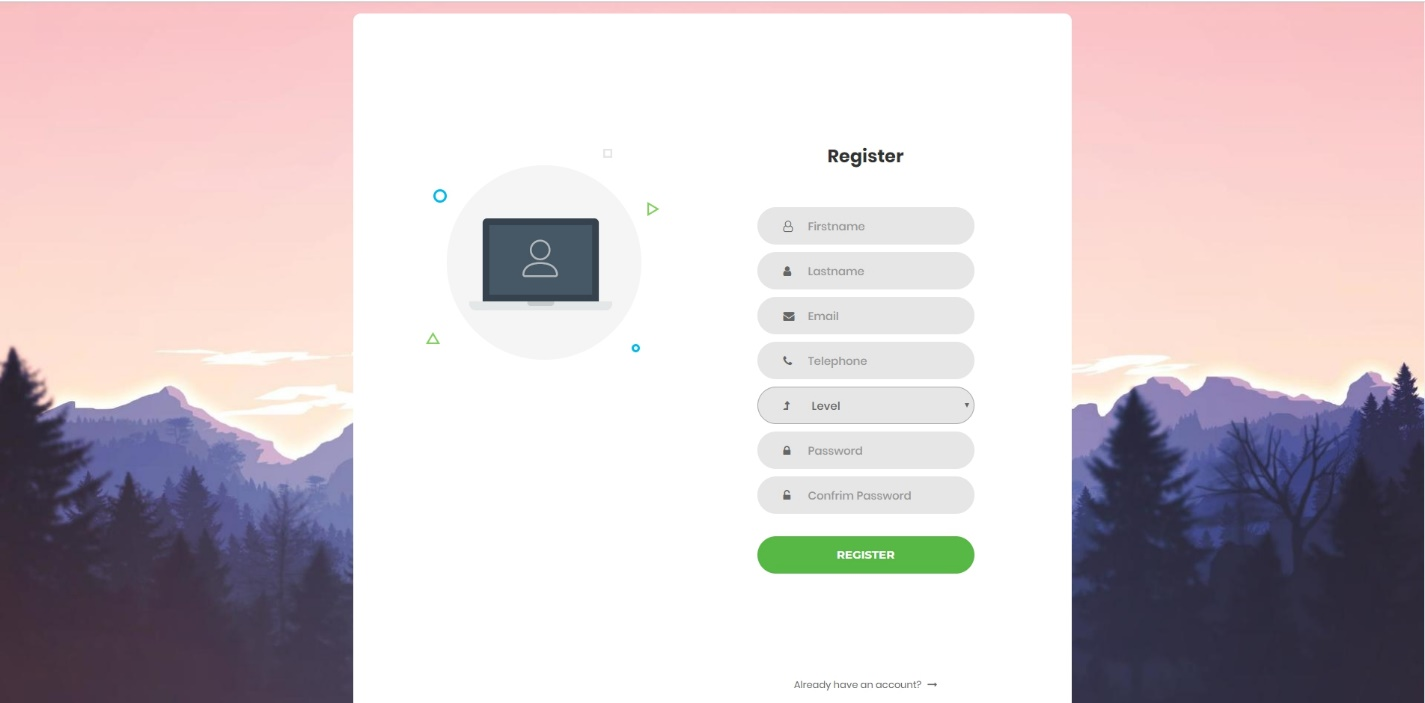 Register
Firstname
Lastname
Email
Telephone
Level
Password
Confrim Password
REGISTER
Already have an account?